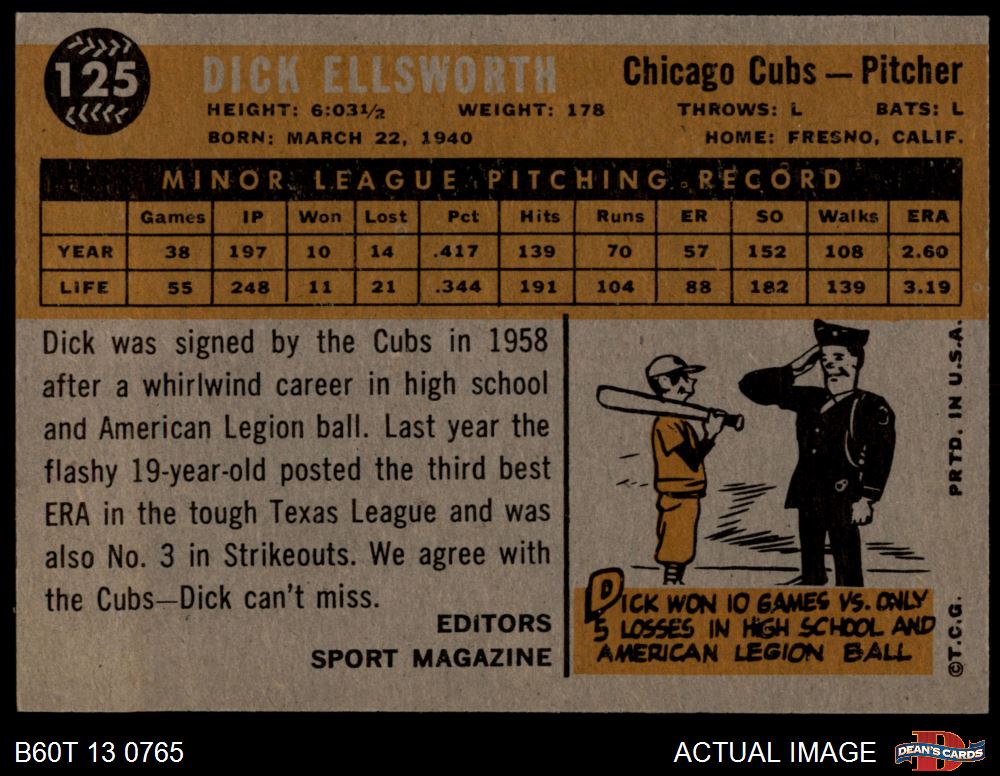 125
DICK ELLSWORTH
Chicago Cubs — Pitcher
HEIGHT: 6:03½ WEIGHT: 178 THROWS: L BATS: L
BORN: MARCH 22, 1940 HOME: FRESNO, CALIF.
MINOR LEAGUE PITCHING RECORD
Games IP Won Lost Pct Hits Runs ER SO Walks ERA
YEAR 38 197 10 14 .417 139 70 57 152 108 2.60
LIFE 55 248 11 21 .344 191 104 88 182 139 3.19
Dick was signed by the Cubs in 1958
after a whirlwind career in high school
and American Legion ball. Last year the
flashy 19-year-old posted the third best
ERA in the tough Texas League and was
also No. 3 in Strikeouts. We agree with
the Cubs—Dick can't miss.
EDITORS
SPORT MAGAZINE
DICK WON 10 GAMES VS. ONLY
5 LOSSES IN HIGH SCHOOL AND
AMERICAN LEGION BALL
©T.C.G. PRTD. IN U.S.A.
B60T 13 0765
ACTUAL IMAGE
D
DEAN'S CARDS